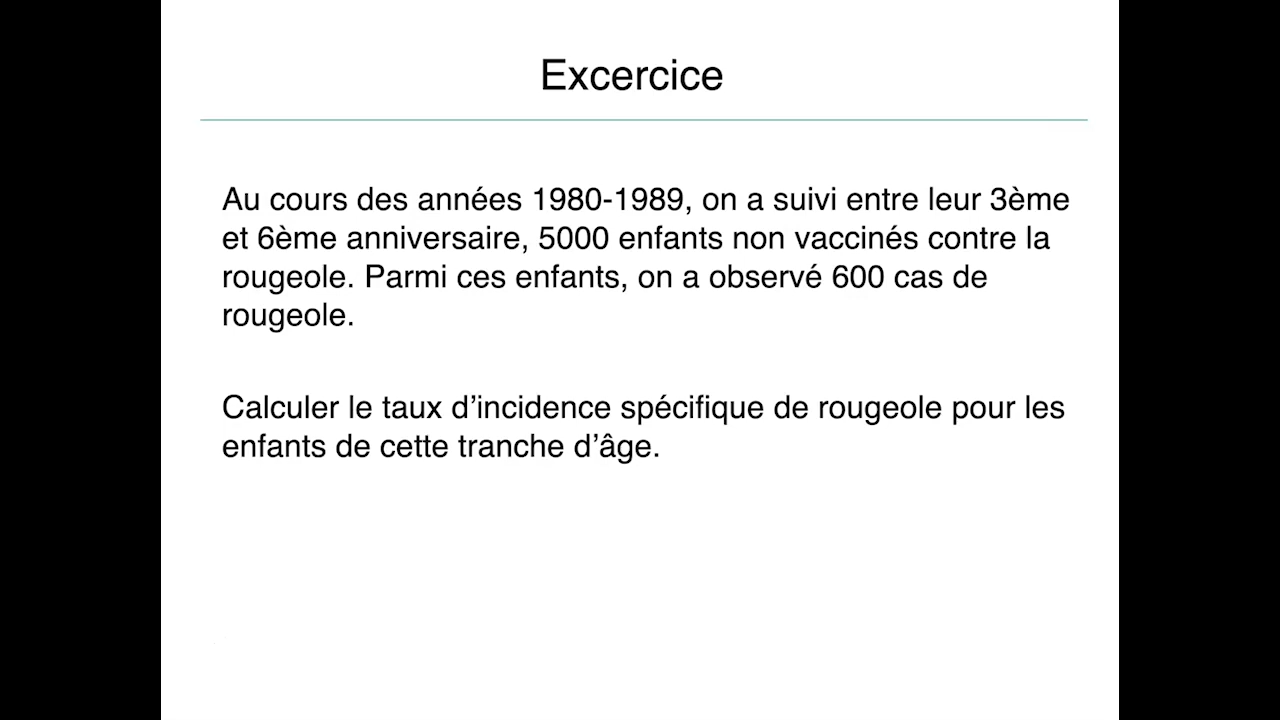 Excercice
Au cours des années 1980-1989, on a suivi entre leur 3ème
et 6ème anniversaire, 5000 enfants non vaccinés contre la
rougeole. Parmi ces enfants, on a observé 600 cas de
rougeole.
Calculer le taux d’incidence spécifique de rougeole pour les
enfants de cette tranche d’âge.